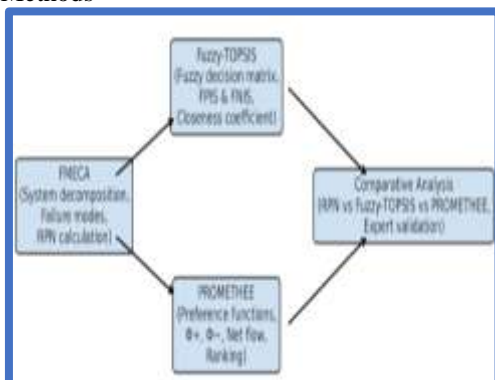 Methods
Fuzzy-TOPSIS
(Fuzzy decision matrix,
FPIS & FNIS,
Closeness coefficient)
FMECA
(System decomposition,
Failure modes,
RPN calculation)
Comparative Analysis
(RPN vs Fuzzy-TOPSIS vs PROMETHEE,
Expert validation)
PROMETHEE
(Preference functions,
Φ+, Φ−, Net flow,
Ranking)